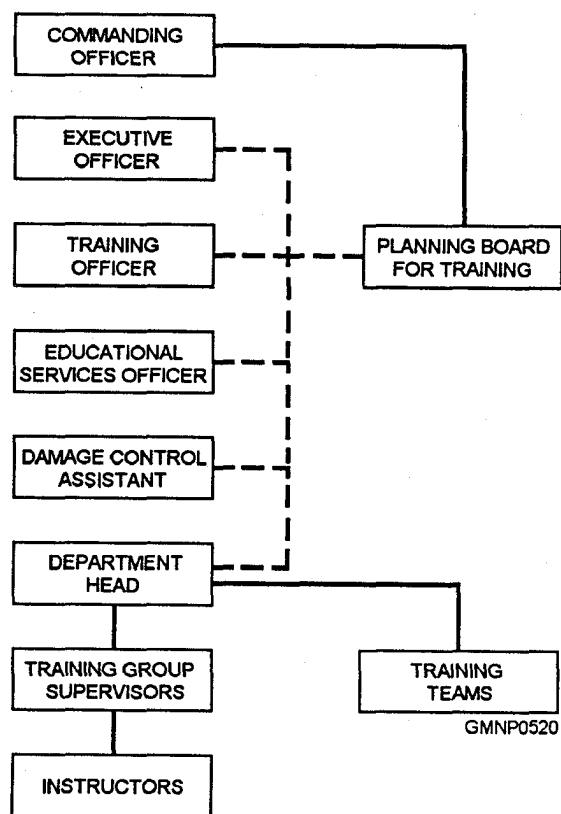 COMMANDING
OFFICER
EXECUTIVE
OFFICER
TRAINING
OFFICER
PLANNING BOARD
FOR TRAINING
EDUCATIONAL
SERVICES OFFICER
DAMAGE CONTROL
ASSISTANT
DEPARTMENT
HEAD
TRAINING GROUP
SUPERVISORS
TRAINING
TEAMS
GMNP0520
INSTRUCTORS